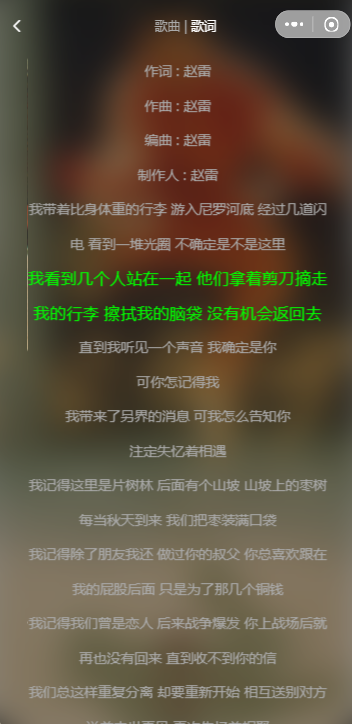 歌曲 | 歌词
作词 : 赵雷
作曲 : 赵雷
编曲 : 赵雷
制作人 : 赵雷
我带着比身体重的行李 游入尼罗河底 经过几道闪
电 看到一堆光圈 不确定是不是这里
我看到几个人站在一起 他们拿着剪刀摘走
我的行李 擦拭我的脑袋 没有机会返回去
直到我听见一个声音 我确定是你
可你怎记得我
我带来了另界的消息 可我怎么告知你
注定失忆着相遇
我记得这里是片树林 后面有个山坡 山坡上的枣树
每当秋天到来 我们把枣装满口袋
我记得除了朋友我还 做过你的叔父 你总喜欢跟在
我的屁股后面 只是为了那几个铜钱
我记得我们曾是恋人 后来战争爆发 你上战场后就
再也没有回来 直到收不到你的信
我们总这样重复分离 却要重新开始 相互送别对方